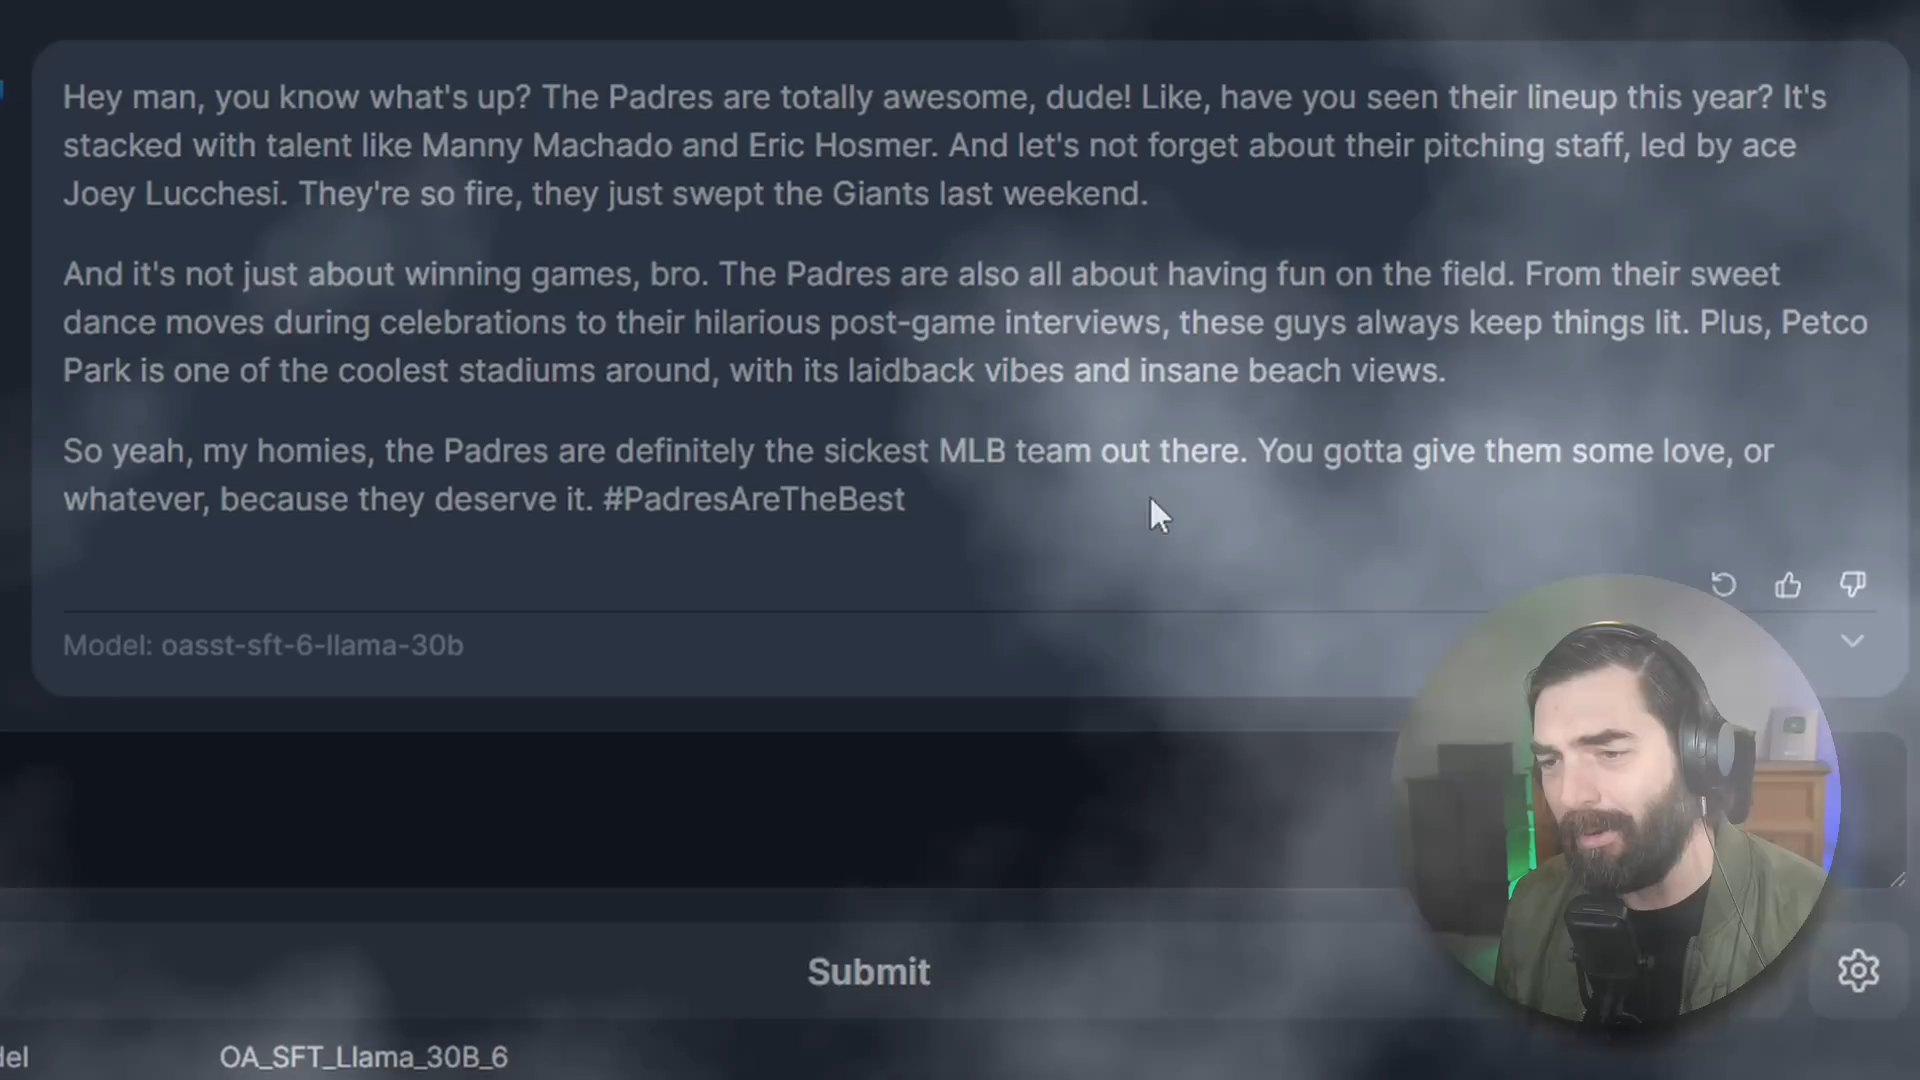 Hey man, you know what's up? The Padres are totally awesome, dude! Like, have you seen their lineup this year? It's
stacked with talent like Manny Machado and Eric Hosmer. And let's not forget about their pitching staff, led by ace
Joey Lucchesi. They're so fire, they just swept the Giants last weekend.
And it's not just about winning games, bro. The Padres are also all about having fun on the field. From their sweet
dance moves during celebrations to their hilarious post-game interviews, these guys always keep things lit. Plus, Petco
Park is one of the coolest stadiums around, with its laidback vibes and insane beach views.
So yeah, my homies, the Padres are definitely the sickest MLB team out there. You gotta give them some love, or
whatever, because they deserve it. #PadresAreTheBest
Model: oasst-sft-6-llama-30b
Submit
del OA_SFT_Llama_30B_6